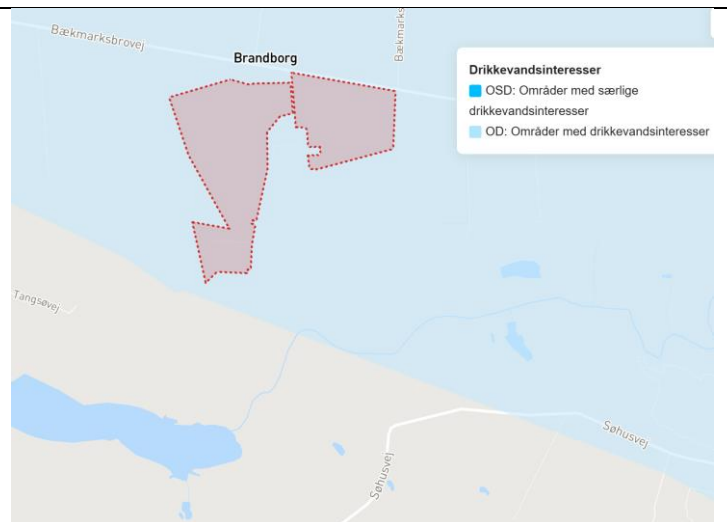 Bækmarksbrovej
Bækmarks
Brandborg
Drikkevandsinteresser
OSD: Områder med særlige
drikkevandsinteresser
OD: Områder med drikkevandsinteresser
Tangsøvej
Søhusvej
Søhusvej